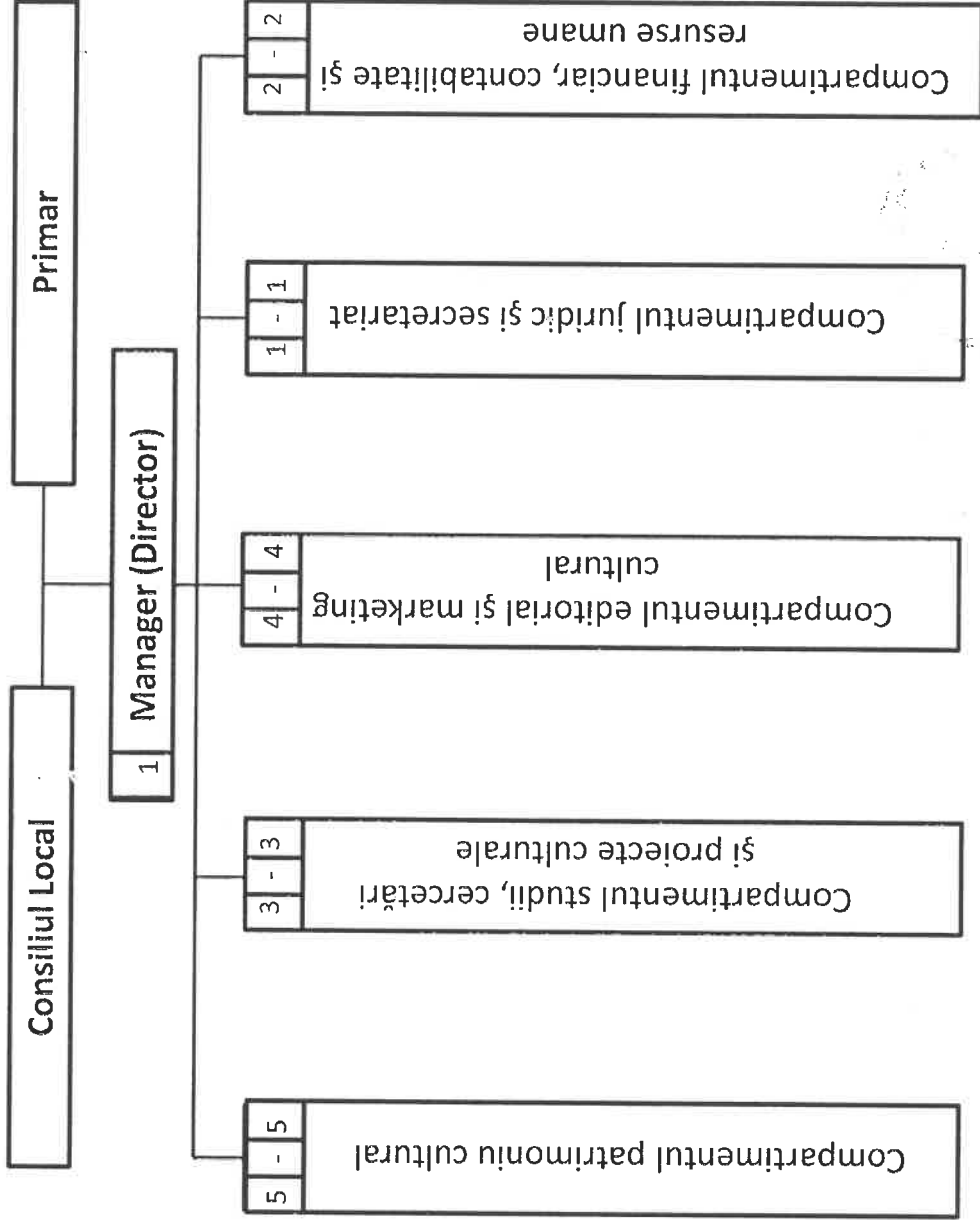 Consiliul Local
Primar
1 Manager (Director)
5 - 5
Compartimentul patrimoniu cultural
3 - 3
Compartimentul studii, cercetări
şi proiecte culturale
4 - 4
Compartimentul editorial şi marketing
cultural
1 - 1
Compartimentul juridic şi secretariat
2 - 2
Compartimentul financiar, contabilitate şi
resurse umane